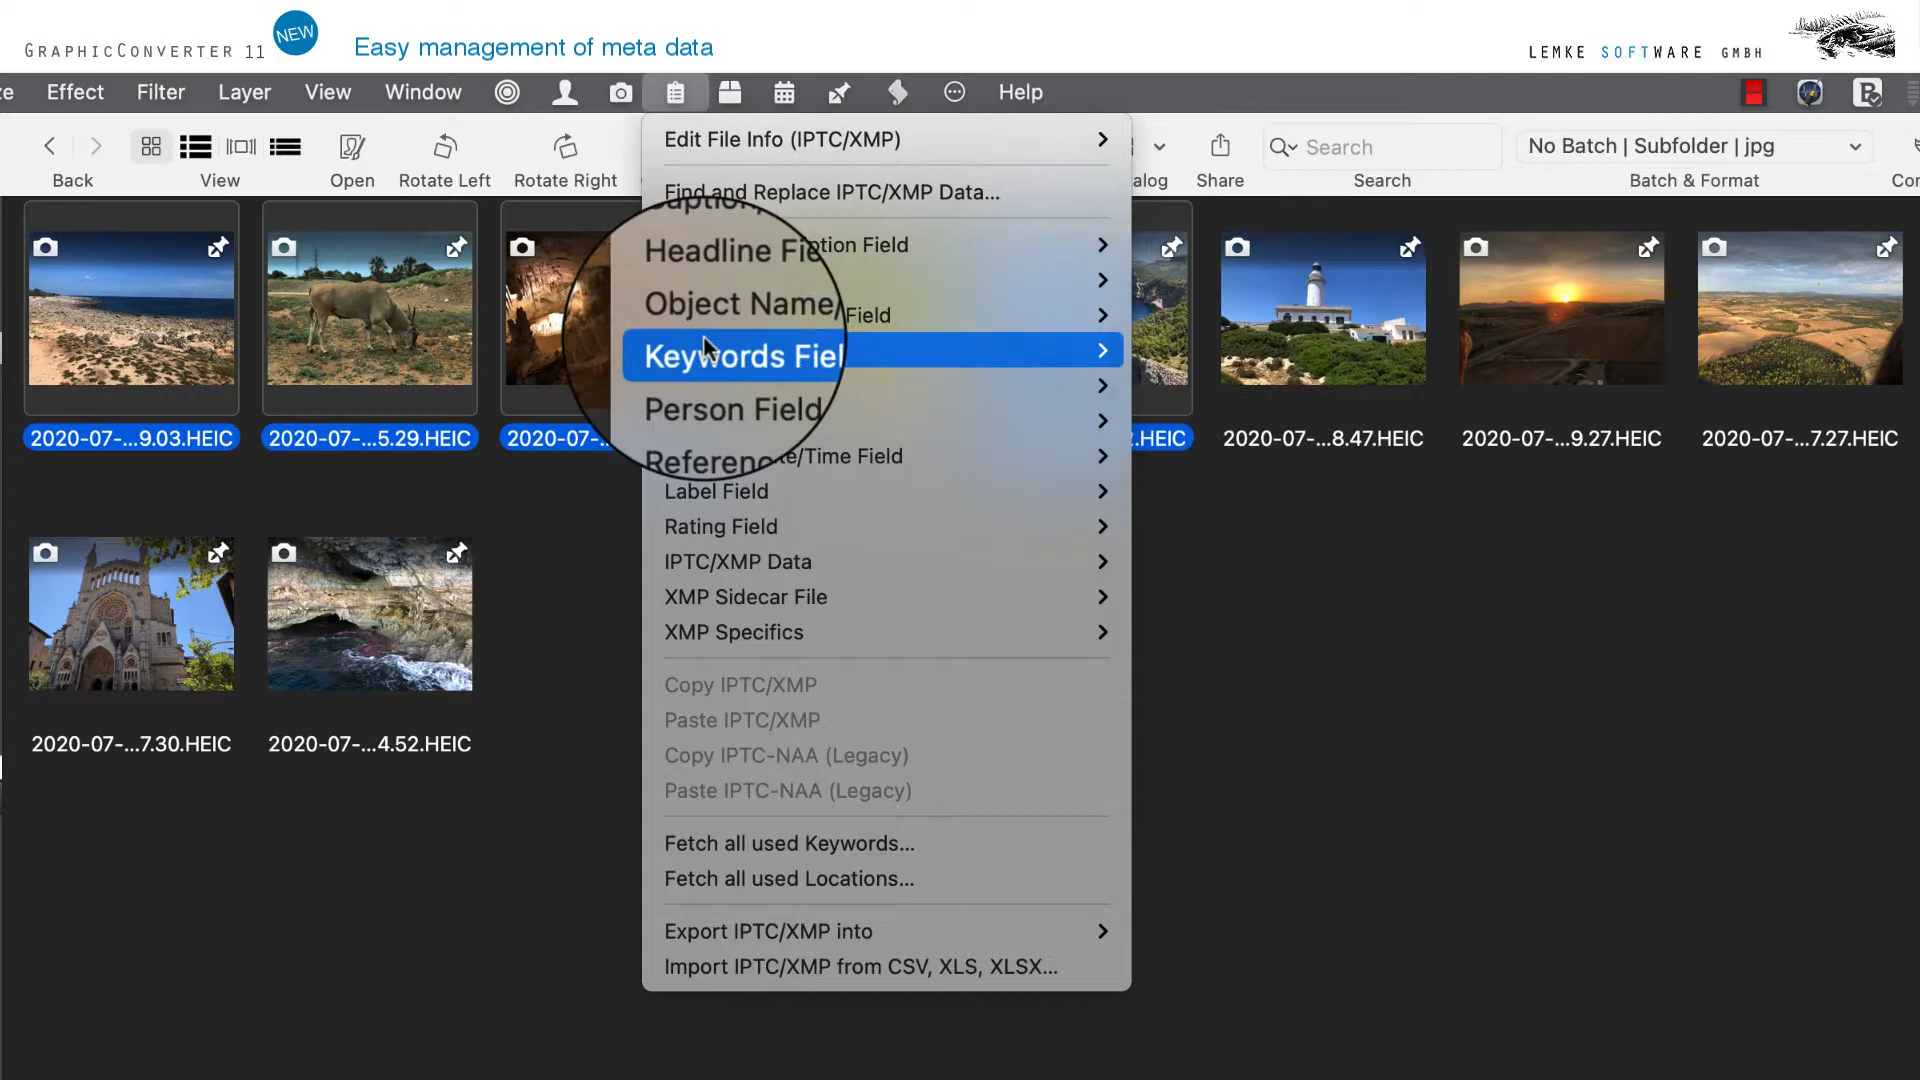 GRAPHICCONVERTER 11
NEW
Easy management of meta data
LEMKE SOFTWARE GMBH
Effect Filter Layer View Window Help
Back View Open Rotate Left Rotate Right
Share
Search
Search
No Batch | Subfolder | jpg
Batch & Format
Edit File Info (IPTC/XMP)
Find and Replace IPTC/XMP Data...
Headline Fie
Object Name/
Field
Keywords Fiel
Person Field
Label Field
Rating Field
IPTC/XMP Data
XMP Sidecar File
XMP Specifics
Copy IPTC/XMP
Paste IPTC/XMP
Copy IPTC-NAA (Legacy)
Paste IPTC-NAA (Legacy)
Fetch all used Keywords...
Fetch all used Locations...
Export IPTC/XMP into
Import IPTC/XMP from CSV, XLS, XLSX...
2020-07-...9.03.HEIC 2020-07-...5.29.HEIC 2020-07-... .HEIC 2020-07-...8.47.HEIC 2020-07-...9.27.HEIC 2020-07-...7.27.HEIC
2020-07-...7.30.HEIC 2020-07-...4.52.HEIC